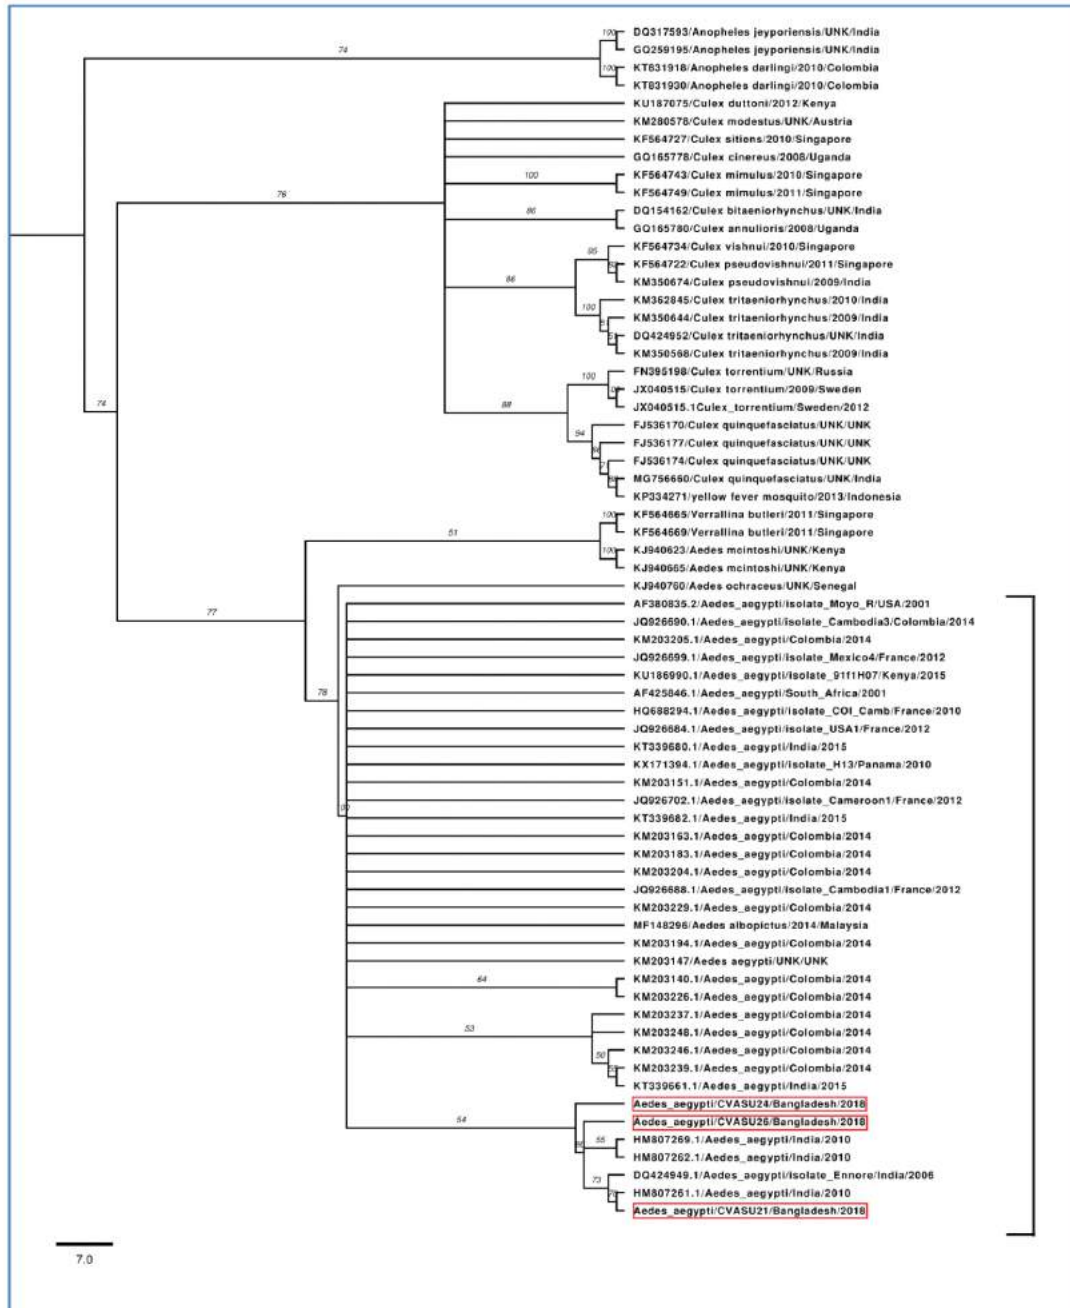 DQ317593/Anopheles jeyporiensis/UNK/India
100
GQ259195/Anopheles jeyporiensis/UNK/India
74
KT831918/Anopheles darlingi/2010/Colombia
100
KT831930/Anopheles darlingi/2010/Colombia
KU187075/Culex duttoni/2012/Kenya
KM280578/Culex modestus/UNK/Austria
KF564727/Culex sitiens/2010/Singapore
GQ165778/Culex cinereus/2008/Uganda
KF564743/Culex mimulus/2010/Singapore
100
76
KF564749/Culex mimulus/2011/Singapore
DQ154162/Culex bitaeniorhynchus/UNK/India
86
GQ165780/Culex annulioris/2008/Uganda
KF564734/Culex vishnui/2010/Singapore
95
KF564722/Culex pseudovishnui/2011/Singapore
KM350674/Culex pseudovishnui/2009/India
86
KM362845/Culex tritaeniorhynchus/2010/India
100
KM350644/Culex tritaeniorhynchus/2009/India
DQ424952/Culex tritaeniorhynchus/UNK/India
51
KM350568/Culex tritaeniorhynchus/2009/India
FN395198/Culex torrentium/UNK/Russia
100
JX040515/Culex torrentium/2009/Sweden
74
JX040515.1Culex_torrentium/Sweden/2012
88
FJ536170/Culex quinquefasciatus/UNK/UNK
94
FJ536177/Culex quinquefasciatus/UNK/UNK
FJ536174/Culex quinquefasciatus/UNK/UNK
MG756660/Culex quinquefasciatus/UNK/India
KP334271/yellow fever mosquito/2013/Indonesia
KF564665/Verrallina butleri/2011/Singapore
100
KF564669/Verrallina butleri/2011/Singapore
51
KJ940623/Aedes mcintoshi/UNK/Kenya
100
KJ940665/Aedes mcintoshi/UNK/Kenya
KJ940760/Aedes ochraceus/UNK/Senegal
AF380835.2/Aedes_aegypti/isolate_Moyo_R/USA/2001
77
JQ926690.1/Aedes_aegypti/isolate_Cambodia3/Colombia/2014
KM203205.1/Aedes_aegypti/Colombia/2014
JQ926699.1/Aedes_aegypti/isolate_Mexico4/France/2012
KU186990.1/Aedes_aegypti/isolate_91f1H07/Kenya/2015
78
AF425846.1/Aedes_aegypti/South_Africa/2001
HQ688294.1/Aedes_aegypti/isolate_COI_Camb/France/2010
JQ926684.1/Aedes_aegypti/isolate_USA1/France/2012
KT339680.1/Aedes_aegypti/India/2015
KX171394.1/Aedes_aegypti/isolate_H13/Panama/2010
KM203151.1/Aedes_aegypti/Colombia/2014
JQ926702.1/Aedes_aegypti/isolate_Cameroon1/France/2012
100
KT339682.1/Aedes_aegypti/India/2015
KM203163.1/Aedes_aegypti/Colombia/2014
KM203183.1/Aedes_aegypti/Colombia/2014
KM203204.1/Aedes_aegypti/Colombia/2014
JQ926688.1/Aedes_aegypti/isolate_Cambodia1/France/2012
KM203229.1/Aedes_aegypti/Colombia/2014
MF148296/Aedes albopictus/2014/Malaysia
KM203194.1/Aedes_aegypti/Colombia/2014
KM203147/Aedes aegypti/UNK/UNK
KM203140.1/Aedes_aegypti/Colombia/2014
64
KM203226.1/Aedes_aegypti/Colombia/2014
KM203237.1/Aedes_aegypti/Colombia/2014
53
KM203248.1/Aedes_aegypti/Colombia/2014
KM203246.1/Aedes_aegypti/Colombia/2014
50
KM203239.1/Aedes_aegypti/Colombia/2014
KT339661.1/Aedes_aegypti/India/2015
Aedes_aegypti/CVASU24/Bangladesh/2018
54
Aedes_aegypti/CVASU26/Bangladesh/2018
HM807269.1/Aedes_aegypti/India/2010
55
HM807262.1/Aedes_aegypti/India/2010
DQ424949.1/Aedes_aegypti/isolate_Ennore/India/2006
73
HM807261.1/Aedes_aegypti/India/2010
Aedes_aegypti/CVASU21/Bangladesh/2018
7.0